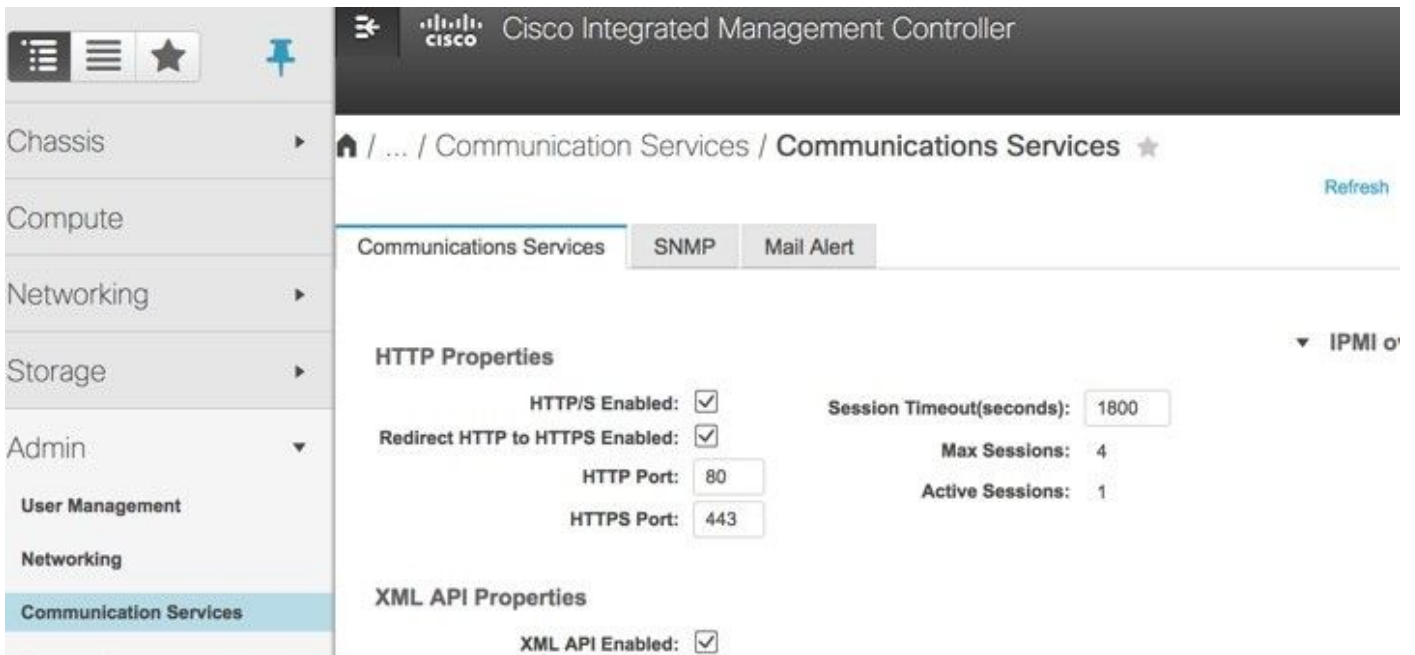 cisco Cisco Integrated Management Controller
Chassis
Compute
Networking
Storage
Admin
User Management
Networking
Communication Services
/ ... / Communication Services / Communications Services
Refresh
Communications Services SNMP Mail Alert
HTTP Properties
HTTP/S Enabled:
Redirect HTTP to HTTPS Enabled:
HTTP Port: 80
HTTPS Port: 443
Session Timeout(seconds): 1800
Max Sessions: 4
Active Sessions: 1
IPMI
XML API Properties
XML API Enabled: